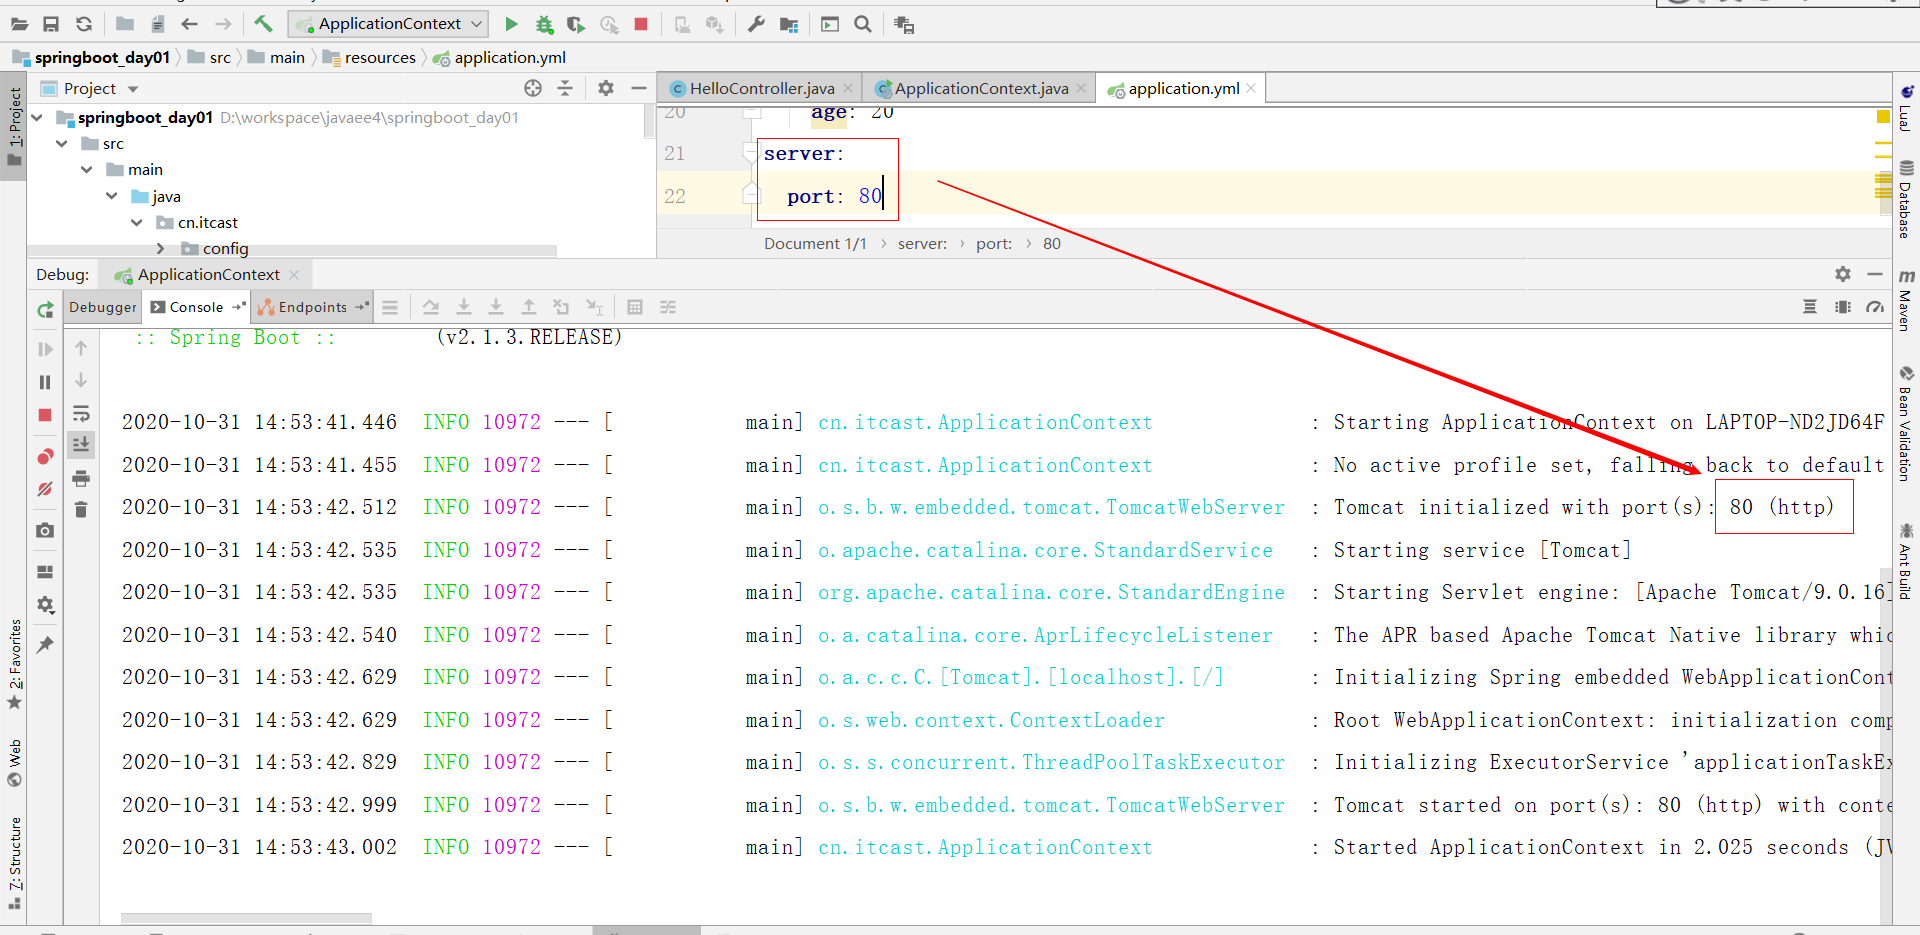 ApplicationContext
springboot_day01 src main resources application.yml
Project
HelloController.java ApplicationContext.java application.yml
springboot_day01 D:\workspace\javaee4\springboot_day01
src
main
java
cn.itcast
config
20 age: 20
21 server:
22 port: 80
Document 1/1 › server: › port: › 80
Debug: ApplicationContext
Debugger Console Endpoints
:: Spring Boot :: (v2.1.3.RELEASE)
2020-10-31 14:53:41.446 INFO 10972 --- [ main] cn.itcast.ApplicationContext : Starting ApplicationContext on LAPTOP-ND2JD64F
2020-10-31 14:53:41.455 INFO 10972 --- [ main] cn.itcast.ApplicationContext : No active profile set, falling back to default
2020-10-31 14:53:42.512 INFO 10972 --- [ main] o.s.b.w.embedded.tomcat.TomcatWebServer : Tomcat initialized with port(s): 80 (http)
2020-10-31 14:53:42.535 INFO 10972 --- [ main] o.apache.catalina.core.StandardService : Starting service [Tomcat]
2020-10-31 14:53:42.535 INFO 10972 --- [ main] org.apache.catalina.core.StandardEngine : Starting Servlet engine: [Apache Tomcat/9.0.16]
2020-10-31 14:53:42.540 INFO 10972 --- [ main] o.a.catalina.core.AprLifecycleListener : The APR based Apache Tomcat Native library whic
2020-10-31 14:53:42.629 INFO 10972 --- [ main] o.a.c.c.C.[Tomcat].[localhost].[/] : Initializing Spring embedded WebApplicationCont
2020-10-31 14:53:42.629 INFO 10972 --- [ main] o.s.web.context.ContextLoader : Root WebApplicationContext: initialization comp
2020-10-31 14:53:42.829 INFO 10972 --- [ main] o.s.s.concurrent.ThreadPoolTaskExecutor : Initializing ExecutorService 'applicationTaskEx
2020-10-31 14:53:42.999 INFO 10972 --- [ main] o.s.b.w.embedded.tomcat.TomcatWebServer : Tomcat started on port(s): 80 (http) with conte
2020-10-31 14:53:43.002 INFO 10972 --- [ main] cn.itcast.ApplicationContext : Started ApplicationContext in 2.025 seconds (JV
1: Project
2: Favorites
Web
7: Structure
LuaJ
Database
Maven
Bean Validation
Ant Build